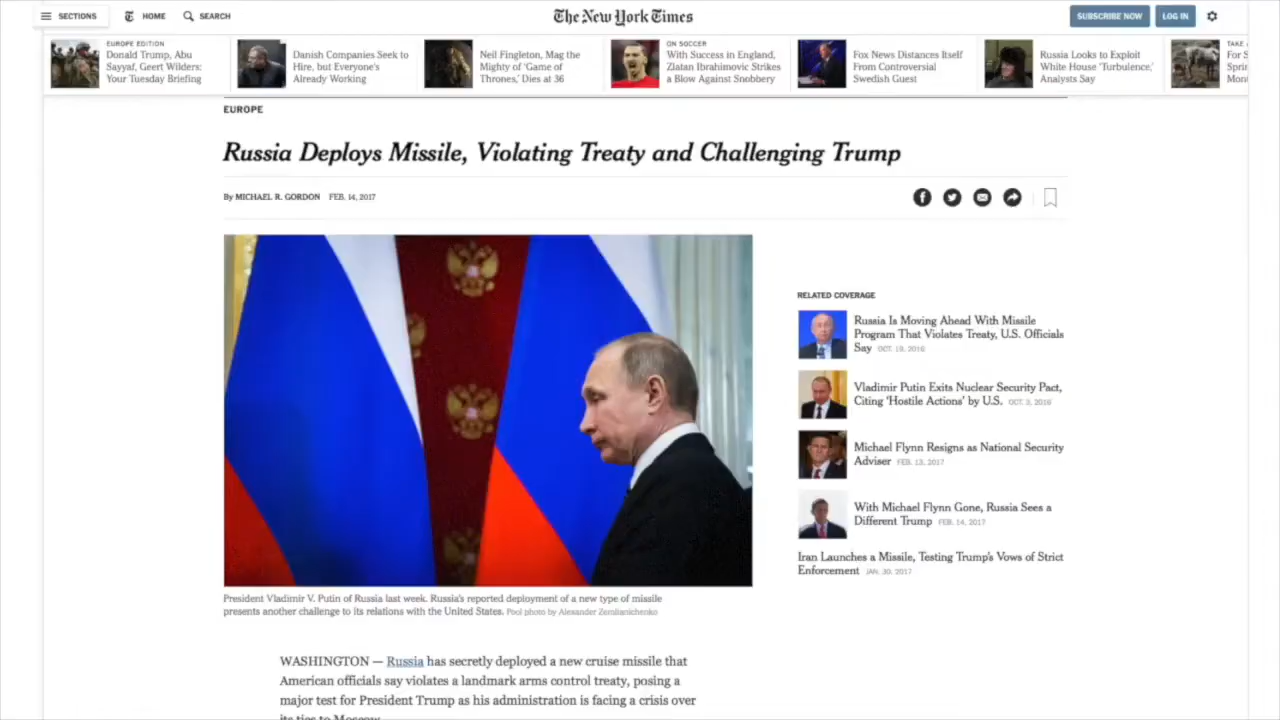 SECTIONS
HOME
SEARCH
The New York Times
SUBSCRIBE NOW
LOG IN
EUROPE EDITION
Donald Trump, Abu
Sayyaf, Geert Wilders:
Your Tuesday Briefing
Danish Companies Seek to
Hire, but Everyone's
Already Working
Neil Fingleton, Mag the
Mighty of 'Game of
Thrones,' Dies at 36
ON SOCCER
With Success in England,
Zlatan Ibrahimovic Strikes
a Blow Against Snobbery
Fox News Distances Itself
From Controversial
Swedish Guest
Russia Looks to Exploit
White House 'Turbulence,'
Analysts Say
TAKE
For S
Sprin
Mont
EUROPE
Russia Deploys Missile, Violating Treaty and Challenging Trump
By MICHAEL R. GORDON FEB. 14, 2017
RELATED COVERAGE
Russia Is Moving Ahead With Missile
Program That Violates Treaty, U.S. Officials
Say OCT. 19, 2016
Vladimir Putin Exits Nuclear Security Pact,
Citing 'Hostile Actions' by U.S. OCT. 3, 2016
Michael Flynn Resigns as National Security
Adviser FEB. 13, 2017
With Michael Flynn Gone, Russia Sees a
Different Trump FEB. 14, 2017
Iran Launches a Missile, Testing Trump's Vows of Strict
Enforcement JAN. 30, 2017
President Vladimir V. Putin of Russia last week. Russia's reported deployment of a new type of missile
presents another challenge to its relations with the United States. Pool photo by Alexander Zemlianichenko
WASHINGTON — Russia has secretly deployed a new cruise missile that
American officials say violates a landmark arms control treaty, posing a
major test for President Trump as his administration is facing a crisis over
its ties to Moscow.